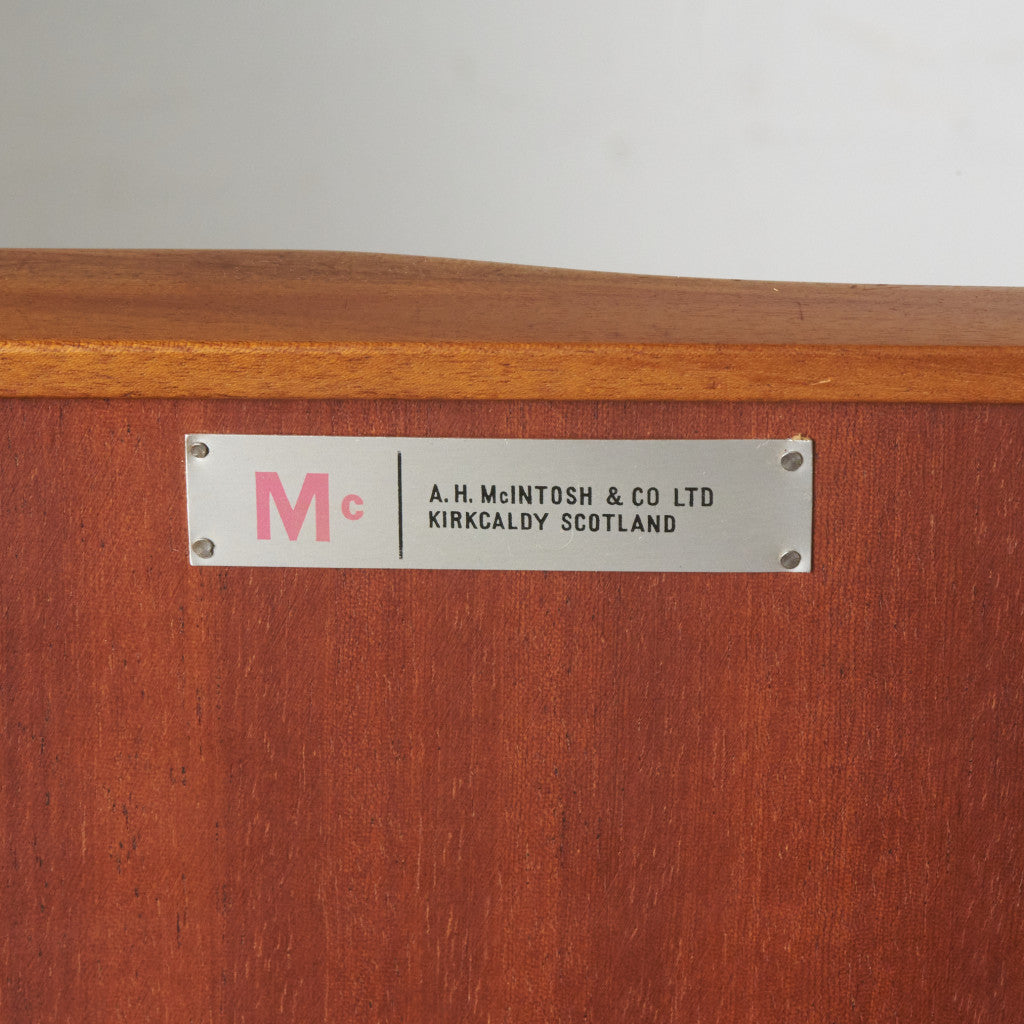 Mc
A. H. McINTOSH & CO LTD
KIRKCALDY SCOTLAND